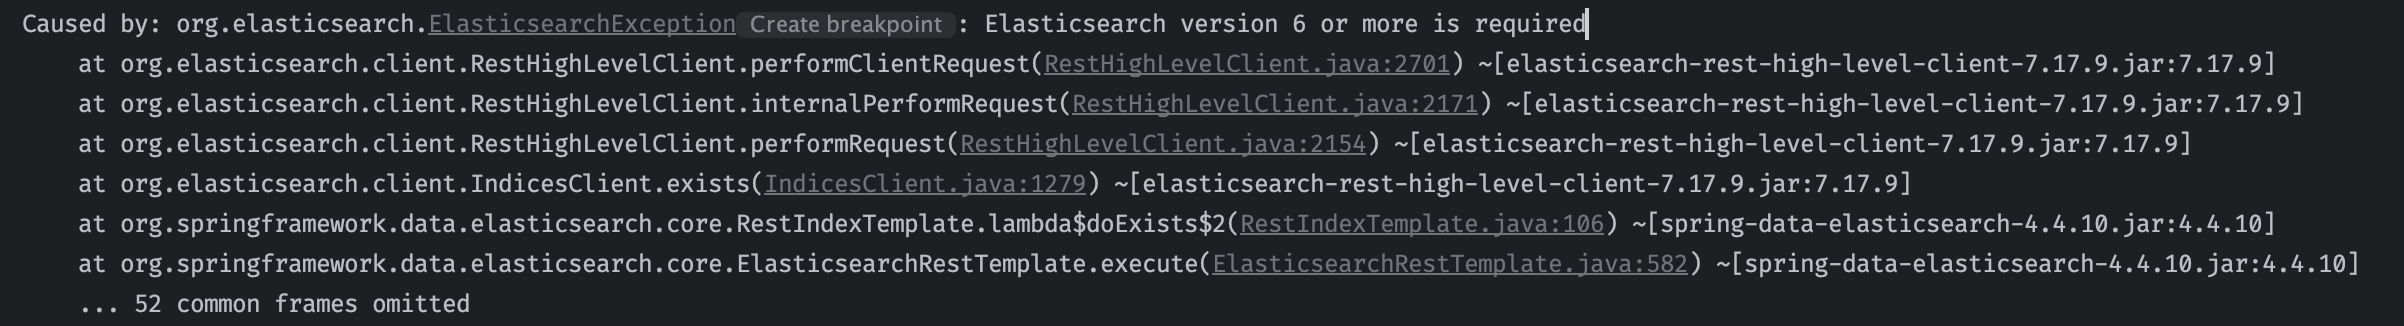 Caused by: org.elasticsearch.ElasticsearchException Create breakpoint : Elasticsearch version 6 or more is required
at org.elasticsearch.client.RestHighLevelClient.performClientRequest(RestHighLevelClient.java:2701) ~[elasticsearch-rest-high-level-client-7.17.9.jar:7.17.9]
at org.elasticsearch.client.RestHighLevelClient.internalPerformRequest(RestHighLevelClient.java:2171) ~[elasticsearch-rest-high-level-client-7.17.9.jar:7.17.9]
at org.elasticsearch.client.RestHighLevelClient.performRequest(RestHighLevelClient.java:2154) ~[elasticsearch-rest-high-level-client-7.17.9.jar:7.17.9]
at org.elasticsearch.client.IndicesClient.exists(IndicesClient.java:1279) ~[elasticsearch-rest-high-level-client-7.17.9.jar:7.17.9]
at org.springframework.data.elasticsearch.core.RestIndexTemplate.lambda$doExists$2(RestIndexTemplate.java:106) ~[spring-data-elasticsearch-4.4.10.jar:4.4.10]
at org.springframework.data.elasticsearch.core.ElasticsearchRestTemplate.execute(ElasticsearchRestTemplate.java:582) ~[spring-data-elasticsearch-4.4.10.jar:4.4.10]
... 52 common frames omitted